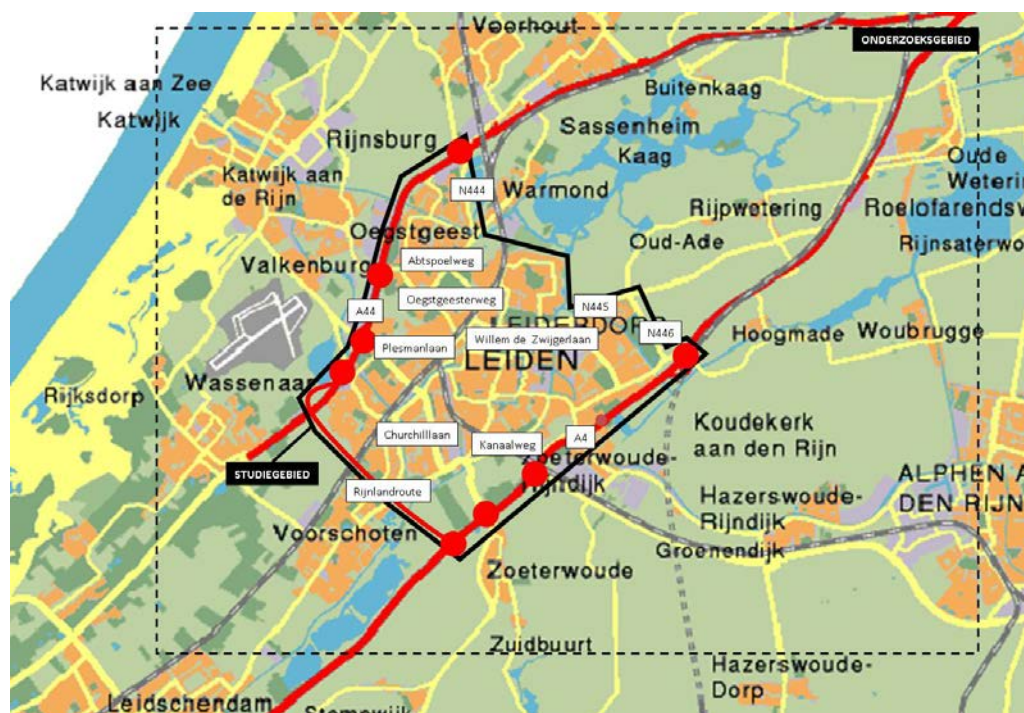 Voorhout
ONDERZOEKSGEBIED
Katwijk aan Zee
Buitenkaag
Katwijk
Sassenheim
Rijnsburg
Kaag
Oude
Wetering
Katwijk aan
de Rijn
N444
Warmond
Rijpwetering
Roelofarendsv
Oegstgeest
Oud-Ade
Rijnsaterwo
Valkenburg
Abtspoelweg
A44
Oegstgeesterweg
N445
LEIDERDORP
N446
Hoogmade
Woubrugge
Plesmanlaan
Willem de Zwijgerlaan
LEIDEN
Wassenaar
Rijksdorp
Churchilllaan
Kanaalweg
A4
Koudekerk
aan den Rijn
STUDIEGEBIED
Zoeterwoude-
Rijndijk
ALPHEN A
DEN RIJN
Rijnlandroute
Hazerswoude-
Rijndijk
Voorschoten
Groenendijk
Zoeterwoude
Zuidbuurt
Hazerswoude-
Dorp
Leidschendam
Stompwijk